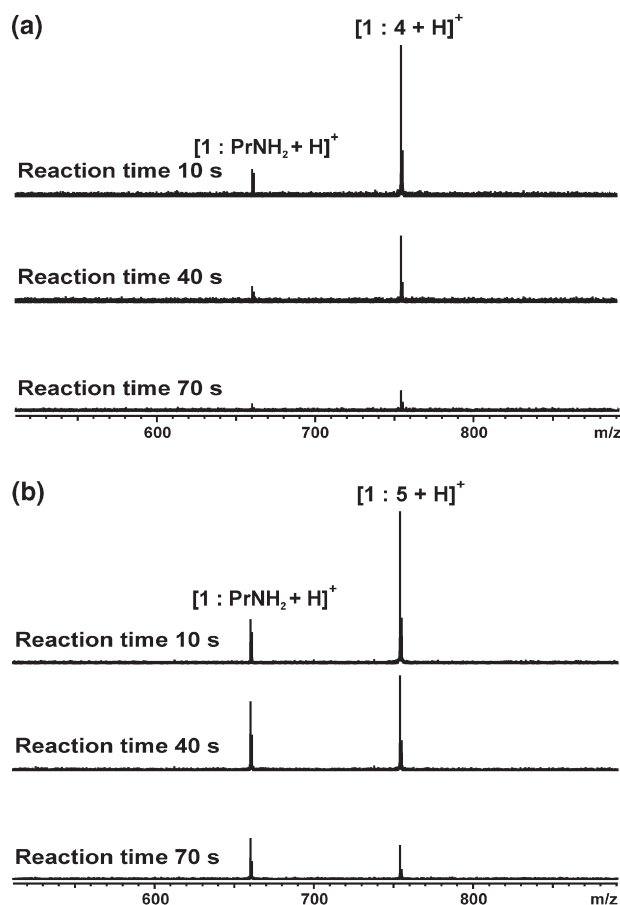 (a)
[1 : 4 + H]+
[1 : PrNH2 + H]+
Reaction time 10 s
Reaction time 40 s
Reaction time 70 s
600 700 800 m/z
(b)
[1 : 5 + H]+
[1 : PrNH2 + H]+
Reaction time 10 s
Reaction time 40 s
Reaction time 70 s
600 700 800 m/z